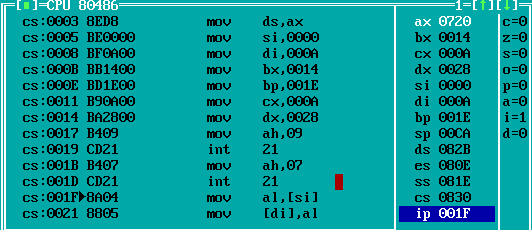 [■]=CPU 80486 1=[↑][↓]
cs:0003 8ED8 mov ds,ax ax 0720 c=0
cs:0005 BE0000 mov si,0000 bx 0014 z=0
cs:0008 BF0A00 mov di,000A cx 000A s=0
cs:000B BB1400 mov bx,0014 dx 0028 o=0
cs:000E BD1E00 mov bp,001E si 0000 p=0
cs:0011 B90A00 mov cx,000A di 000A a=0
cs:0014 BA2800 mov dx,0028 bp 001E i=1
cs:0017 B409 mov ah,09 sp 00CA d=0
cs:0019 CD21 int 21 ds 082B
cs:001B B407 mov ah,07 es 080E
cs:001D CD21 int 21 ss 081E
cs:001F►8A04 mov al,[si] cs 0830
cs:0021 8805 mov [di],al ip 001F